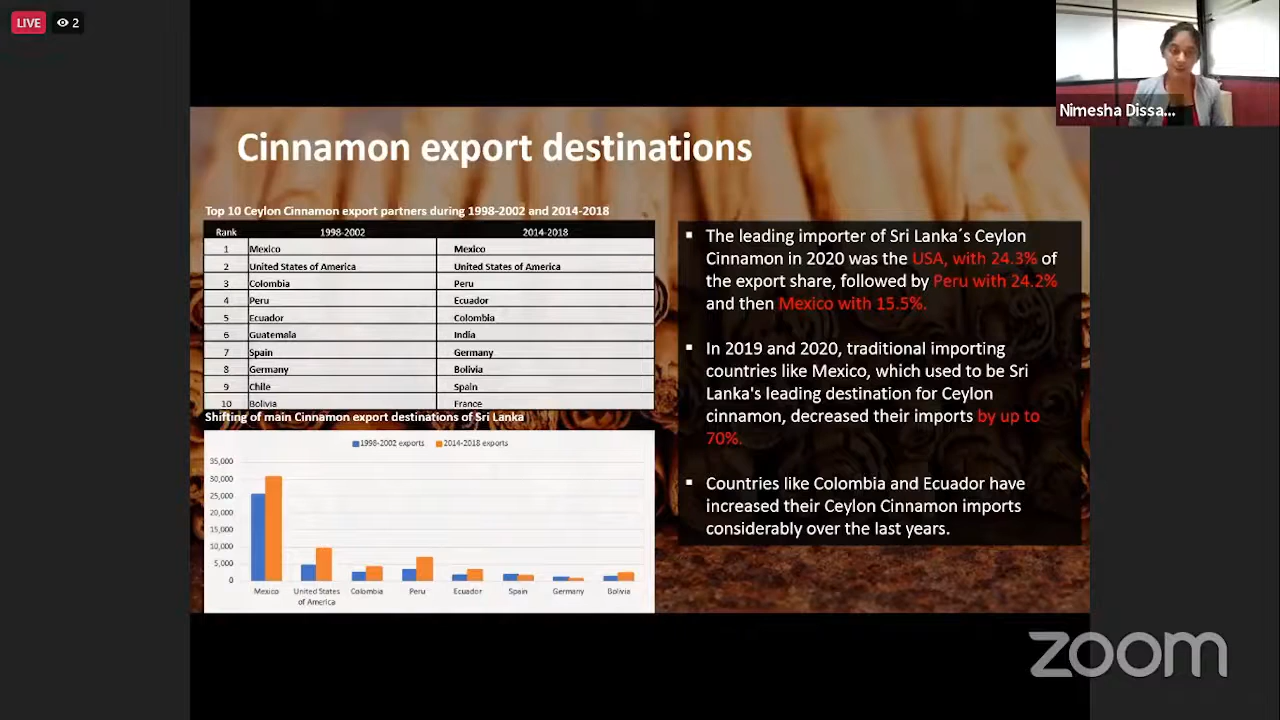 LIVE 2
Nimesha Dissa...
Cinnamon export destinations
Top 10 Ceylon Cinnamon export partners during 1998-2002 and 2014-2018
Rank 1998-2002 2014-2018
1 Mexico Mexico
2 United States of America United States of America
3 Colombia Peru
4 Peru Ecuador
5 Ecuador Colombia
6 Guatemala India
7 Spain Germany
8 Germany Bolivia
9 Chile Spain
10 Bolivia France
Shifting of main Cinnamon export destinations of Sri Lanka
1998-2002 exports 2014-2018 exports
35,000
30,000
25,000
20,000
15,000
10,000
5,000
0
Mexico United States Colombia Peru Ecuador Spain Germany Bolivia
of America
▪ The leading importer of Sri Lanka´s Ceylon
Cinnamon in 2020 was the USA, with 24.3% of
the export share, followed by Peru with 24.2%
and then Mexico with 15.5%.
▪ In 2019 and 2020, traditional importing
countries like Mexico, which used to be Sri
Lanka's leading destination for Ceylon
cinnamon, decreased their imports by up to
70%.
▪ Countries like Colombia and Ecuador have
increased their Ceylon Cinnamon imports
considerably over the last years.
zoom